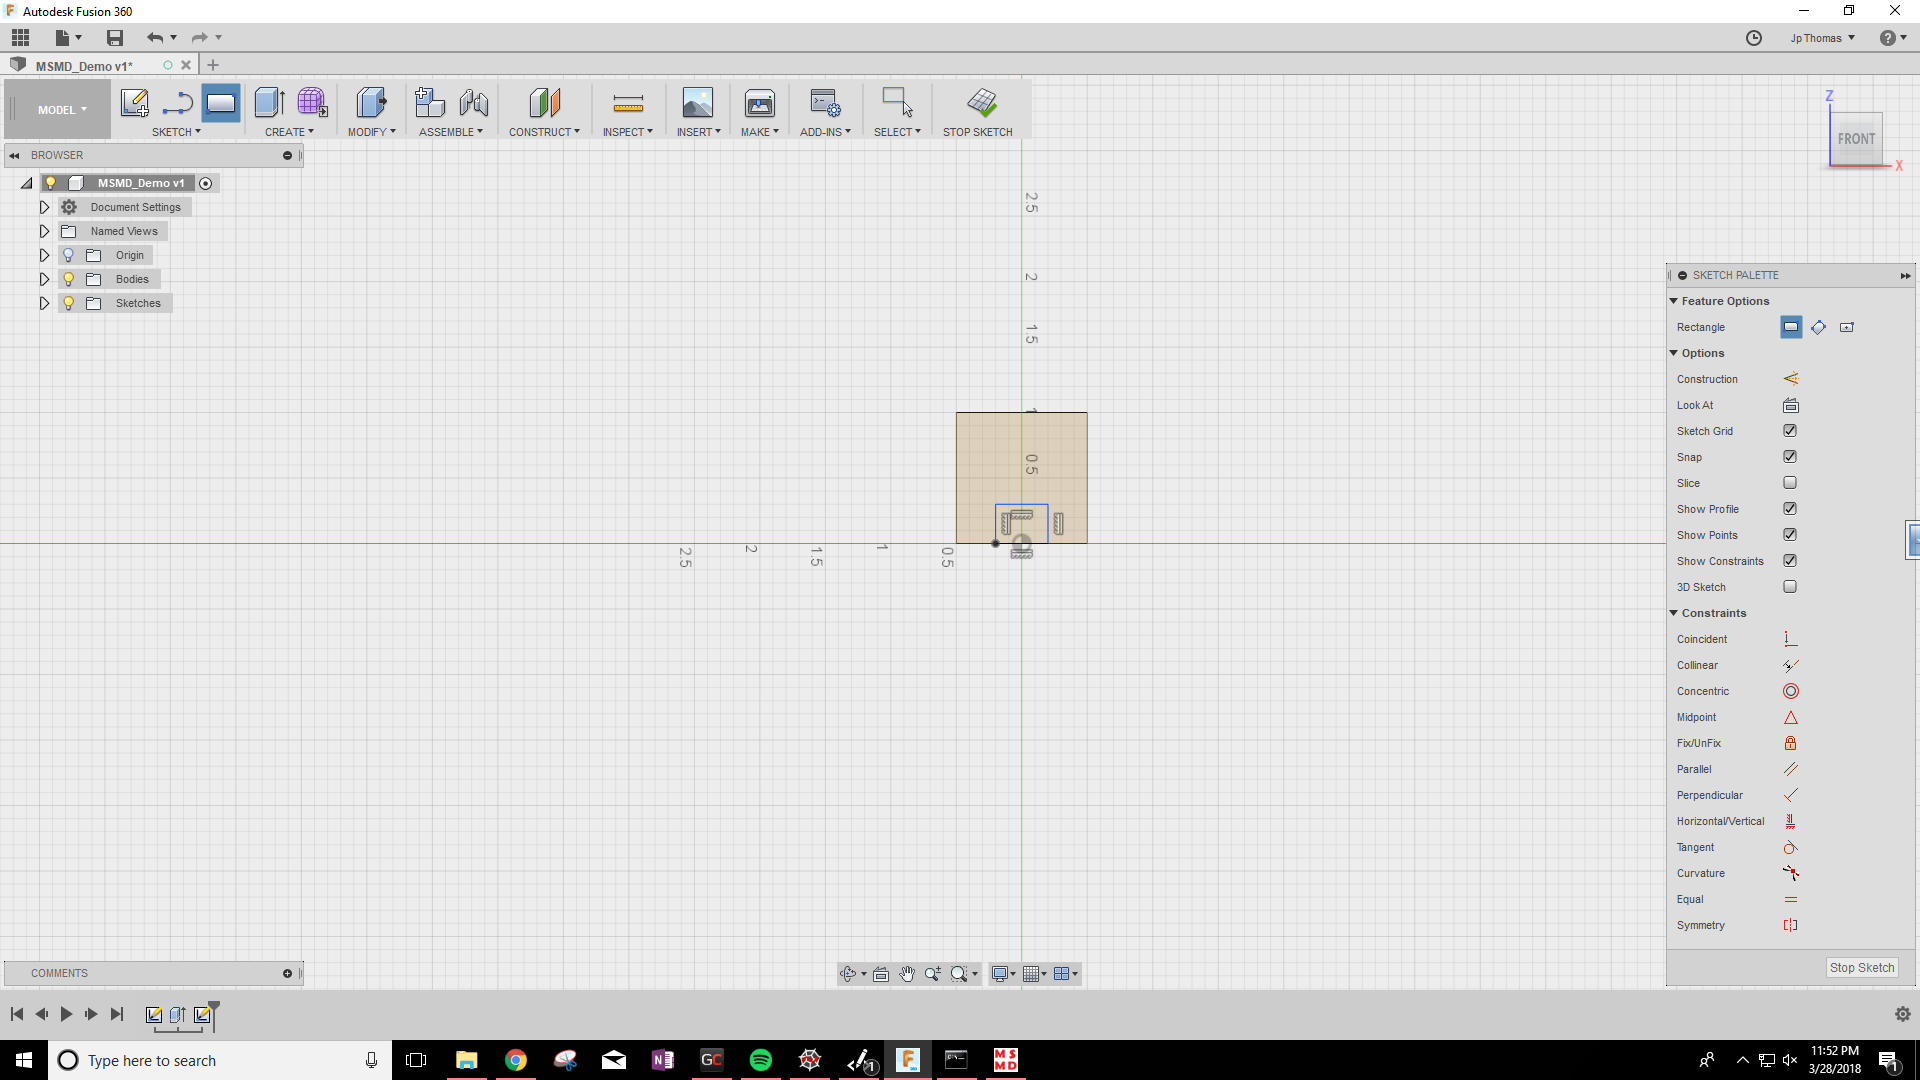 Autodesk Fusion 360
Jp Thomas
MSMD_Demo v1*
MODEL
SKETCH
CREATE
MODIFY
ASSEMBLE
CONSTRUCT
INSPECT
INSERT
MAKE
ADD-INS
SELECT
STOP SKETCH
BROWSER
MSMD_Demo v1
Document Settings
Named Views
Origin
Bodies
Sketches
Z
FRONT
X
2.5
2
1.5
1
0.5
2.5
2
1.5
1
0.5
SKETCH PALETTE
Feature Options
Rectangle
Options
Construction
Look At
Sketch Grid
Snap
Slice
Show Profile
Show Points
Show Constraints
3D Sketch
Constraints
Coincident
Collinear
Concentric
Midpoint
Fix/UnFix
Parallel
Perpendicular
Horizontal/Vertical
Tangent
Curvature
Equal
Symmetry
Stop Sketch
COMMENTS
Type here to search
GC
MS
MD
11:52 PM
3/28/2018